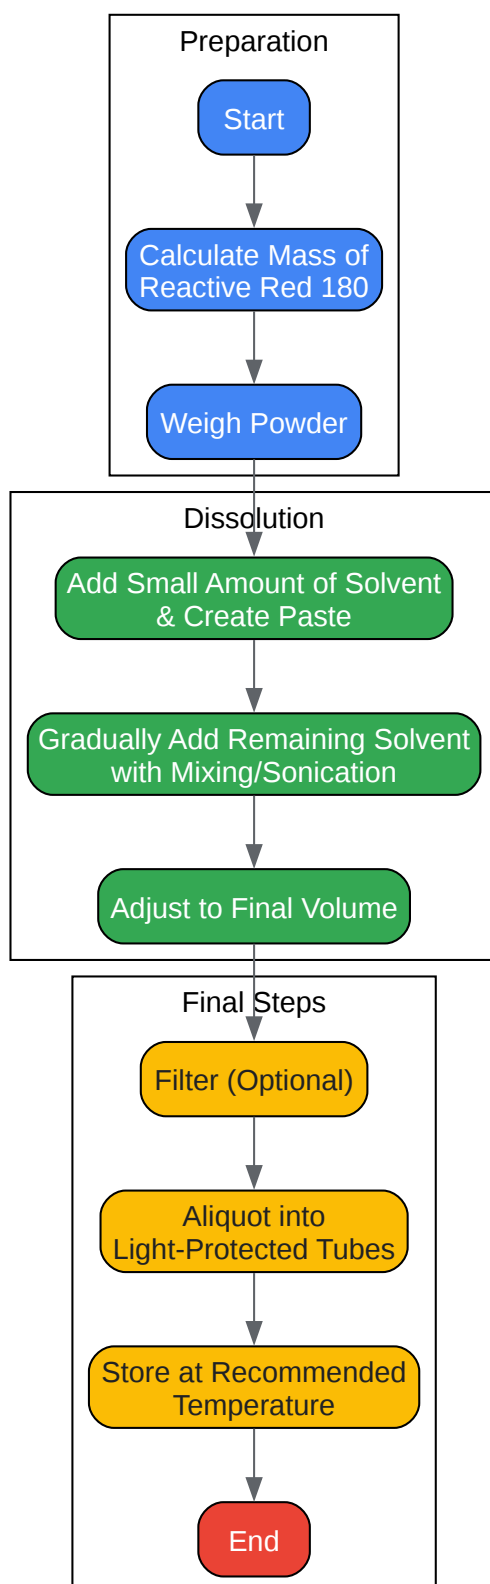 Preparation
Start
Calculate Mass of
Reactive Red 180
Weigh Powder
Dissolution
Add Small Amount of Solvent
& Create Paste
Gradually Add Remaining Solvent
with Mixing/Sonication
Adjust to Final Volume
Final Steps
Filter (Optional)
Aliquot into
Light-Protected Tubes
Store at Recommended
Temperature
End